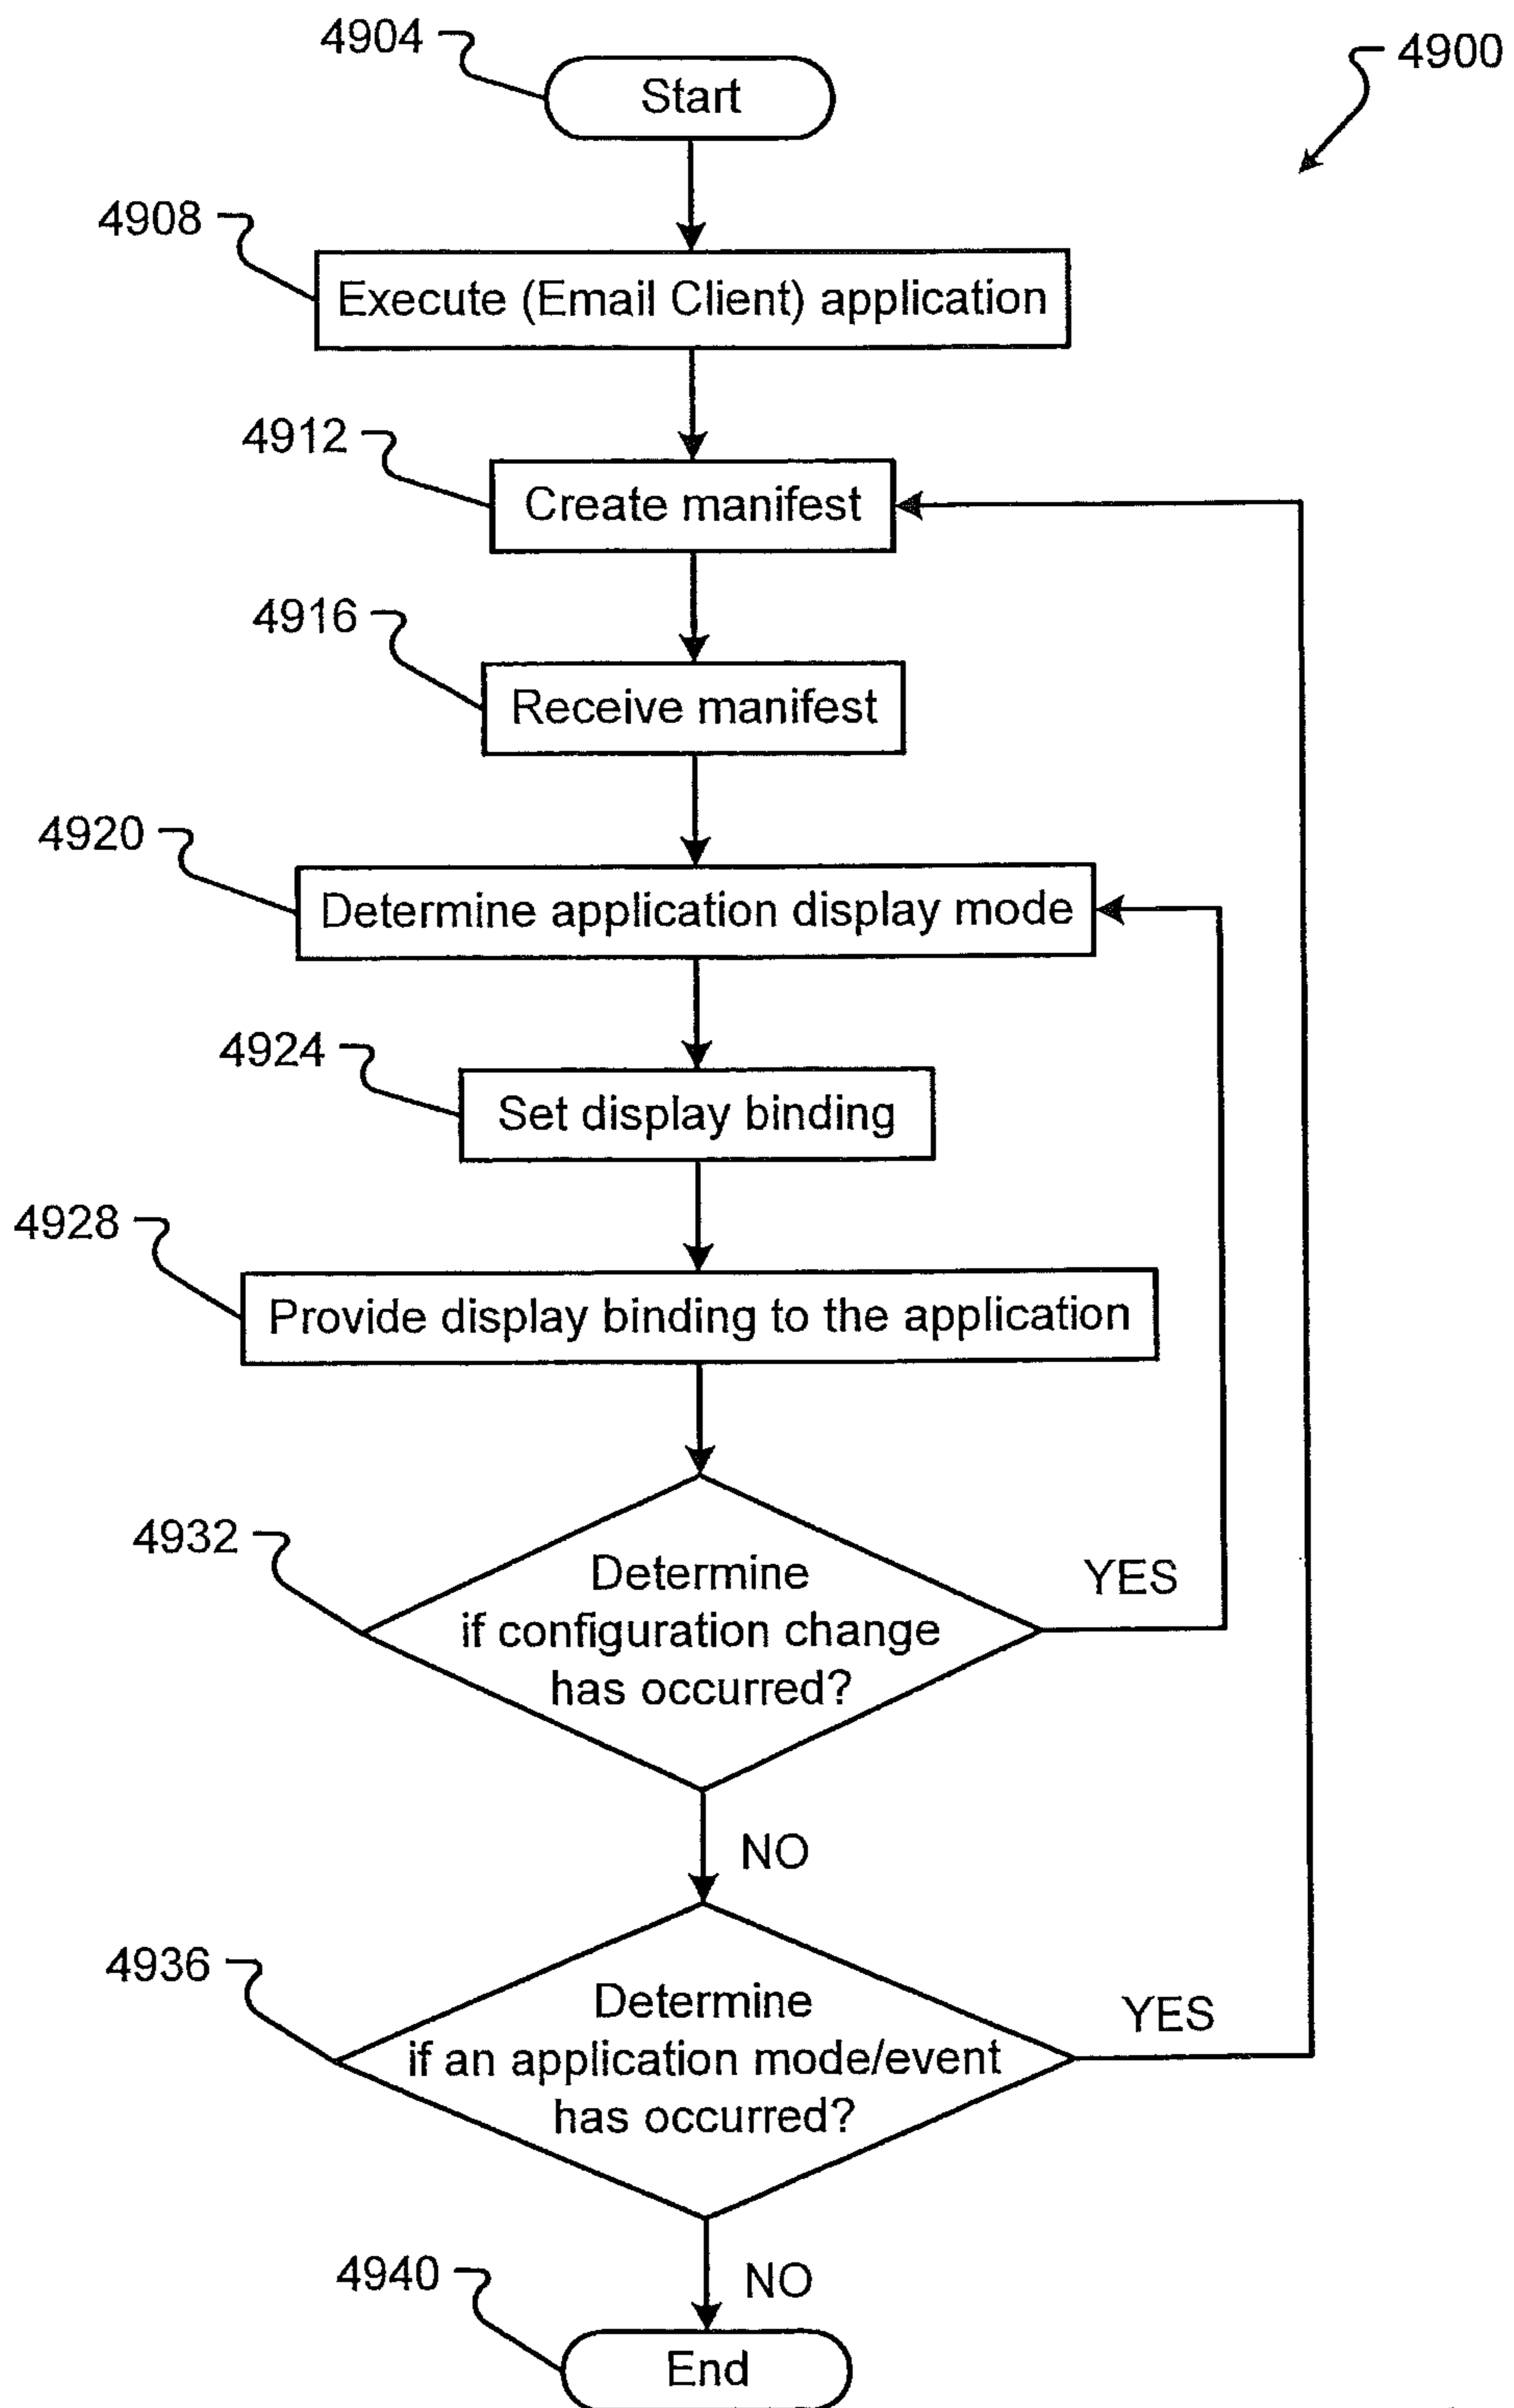 4904
Start
4900
4908
Execute (Email Client) application
4912
Create manifest
4916
Receive manifest
4920
Determine application display mode
4924
Set display binding
4928
Provide display binding to the application
4932
Determine
if configuration change
has occurred?
YES
NO
4936
Determine
if an application mode/event
has occurred?
YES
NO
4940
End